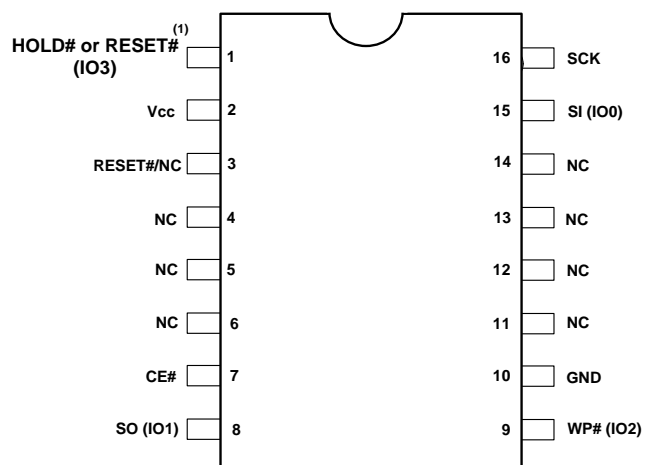 HOLD# or RESET# (1)
(IO3)
1
16
SCK
Vcc
2
15
SI (IO0)
RESET#/NC
3
14
NC
NC
4
13
NC
NC
5
12
NC
NC
6
11
NC
CE#
7
10
GND
SO (IO1)
8
9
WP# (IO2)